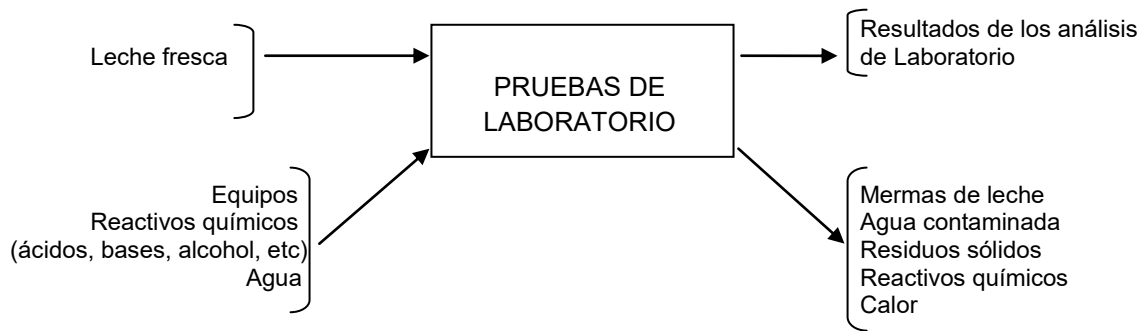 Leche fresca
Equipos
Reactivos químicos
(ácidos, bases, alcohol, etc)
Agua
PRUEBAS DE
LABORATORIO
Resultados de los análisis
de Laboratorio
Mermas de leche
Agua contaminada
Residuos sólidos
Reactivos químicos
Calor